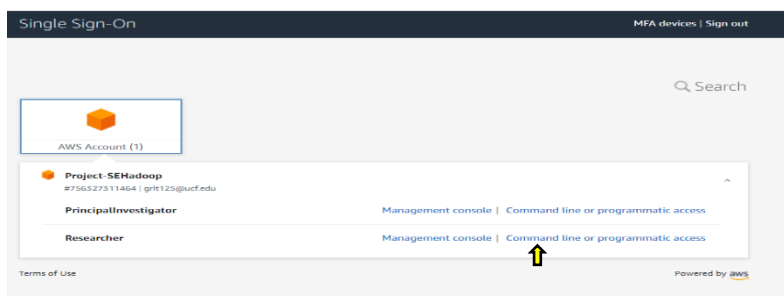 Single Sign-On
MFA devices | Sign out
Search
AWS Account (1)
Project-SEHadoop
#756327311464 | grit125@ucf.edu
PrincipalInvestigator Management console | Command line or programmatic access
Researcher Management console | Command line or programmatic access
Terms of Use
Powered by aws